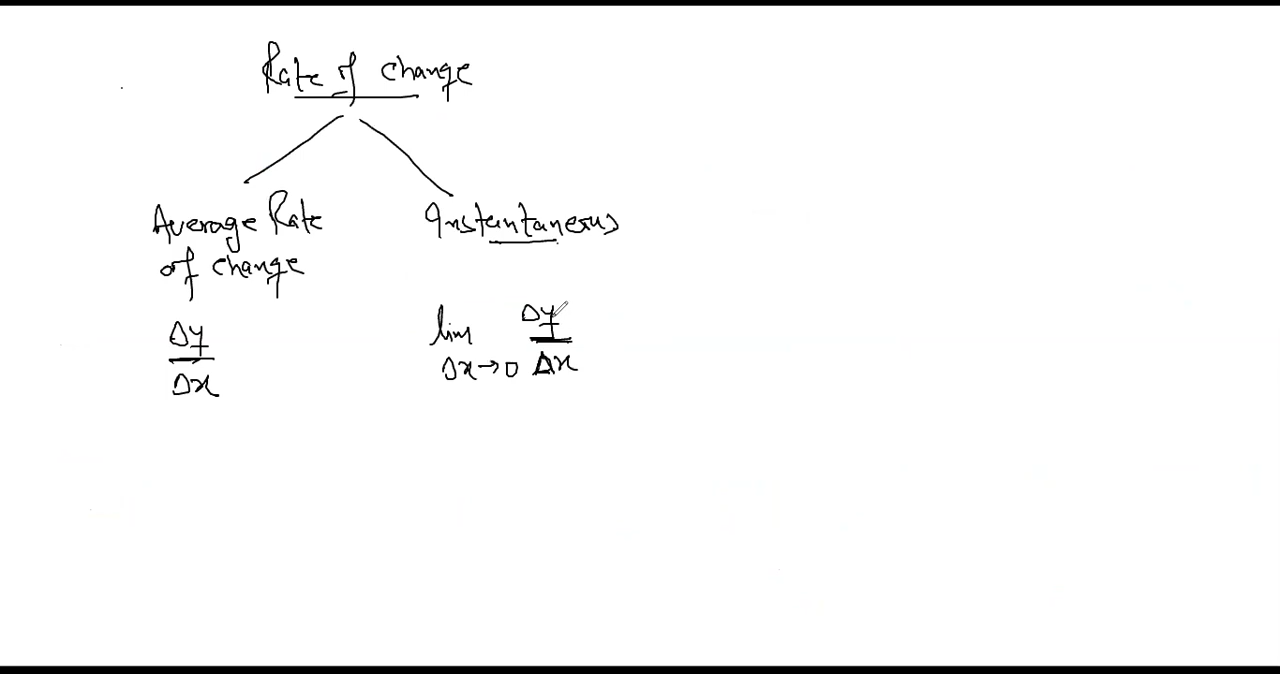 Rate of change
Average Rate
of change
Instantaneous
Δy
Δx
lim Δy
Δx→0 Δx